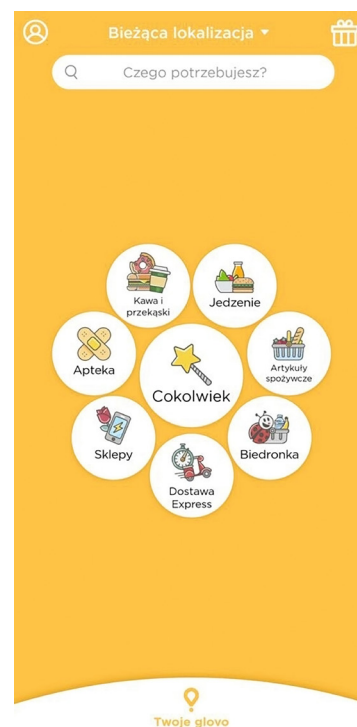 Bieżąca lokalizacja
Czego potrzebujesz?
Kawa i
przekąski
Jedzenie
Apteka
Cokolwiek
Artykuły
spożywcze
Sklepy
Dostawa
Express
Biedronka
Twoje glovo